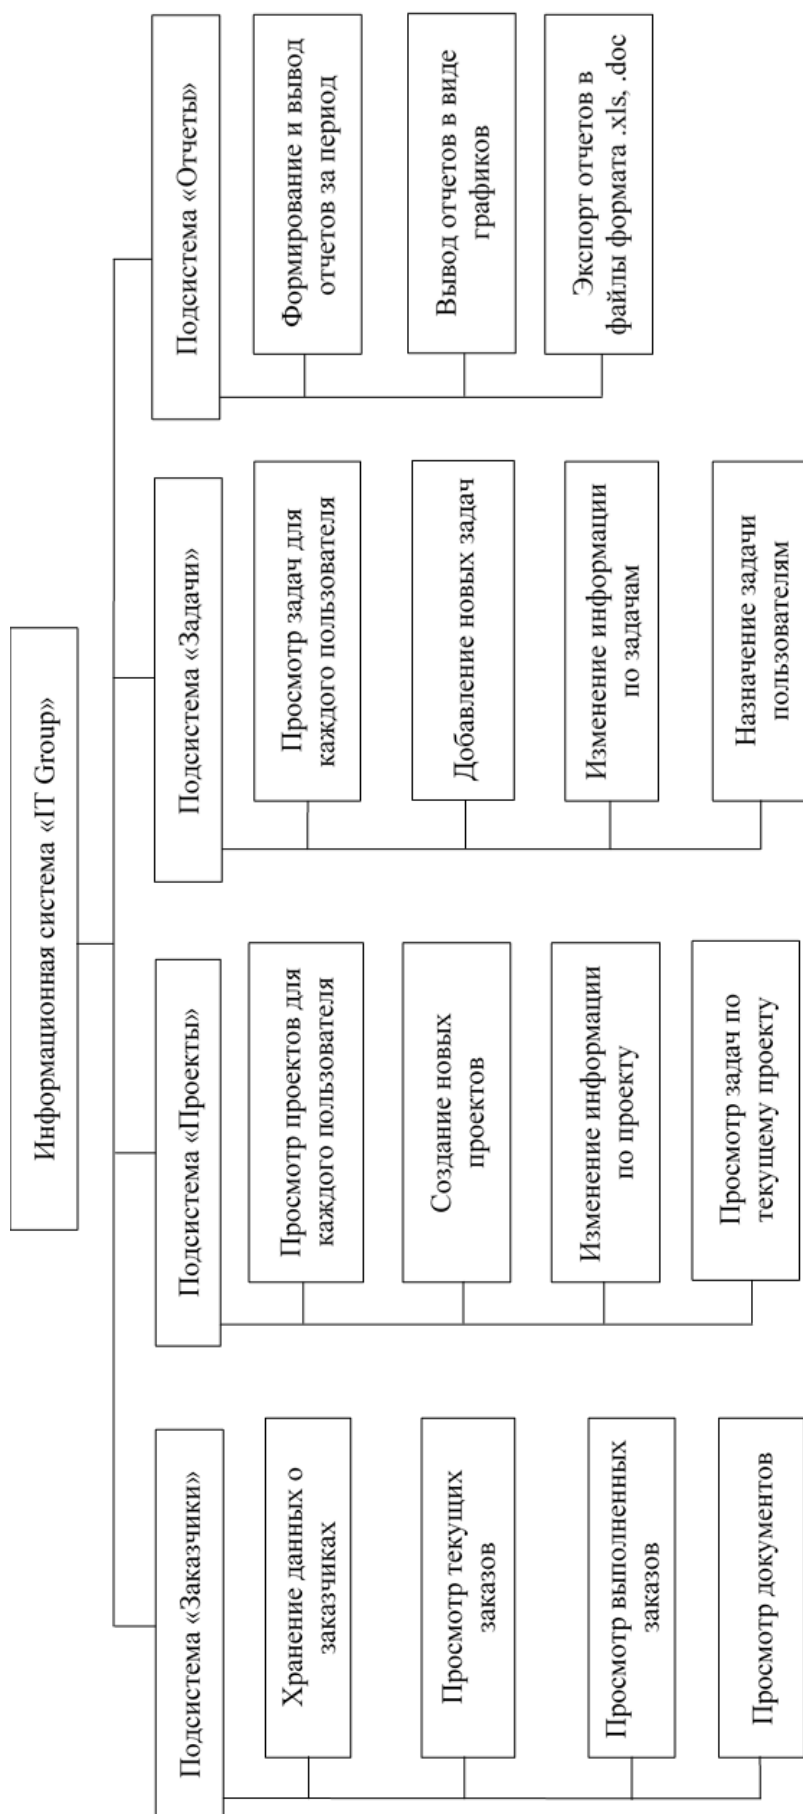 Информационная система «IT Group»
Подсистема «Заказчики»
Хранение данных о
заказчиках
Просмотр текущих
заказов
Просмотр выполненных
заказов
Просмотр документов
Подсистема «Проекты»
Просмотр проектов для
каждого пользователя
Создание новых
проектов
Изменение информации
по проекту
Просмотр задач по
текущему проекту
Подсистема «Задачи»
Просмотр задач для
каждого пользователя
Добавление новых задач
Изменение информации
по задачам
Назначение задачи
пользователям
Подсистема «Отчеты»
Формирование и вывод
отчетов за период
Вывод отчетов в виде
графиков
Экспорт отчетов в
файлы формата .xls, .doc